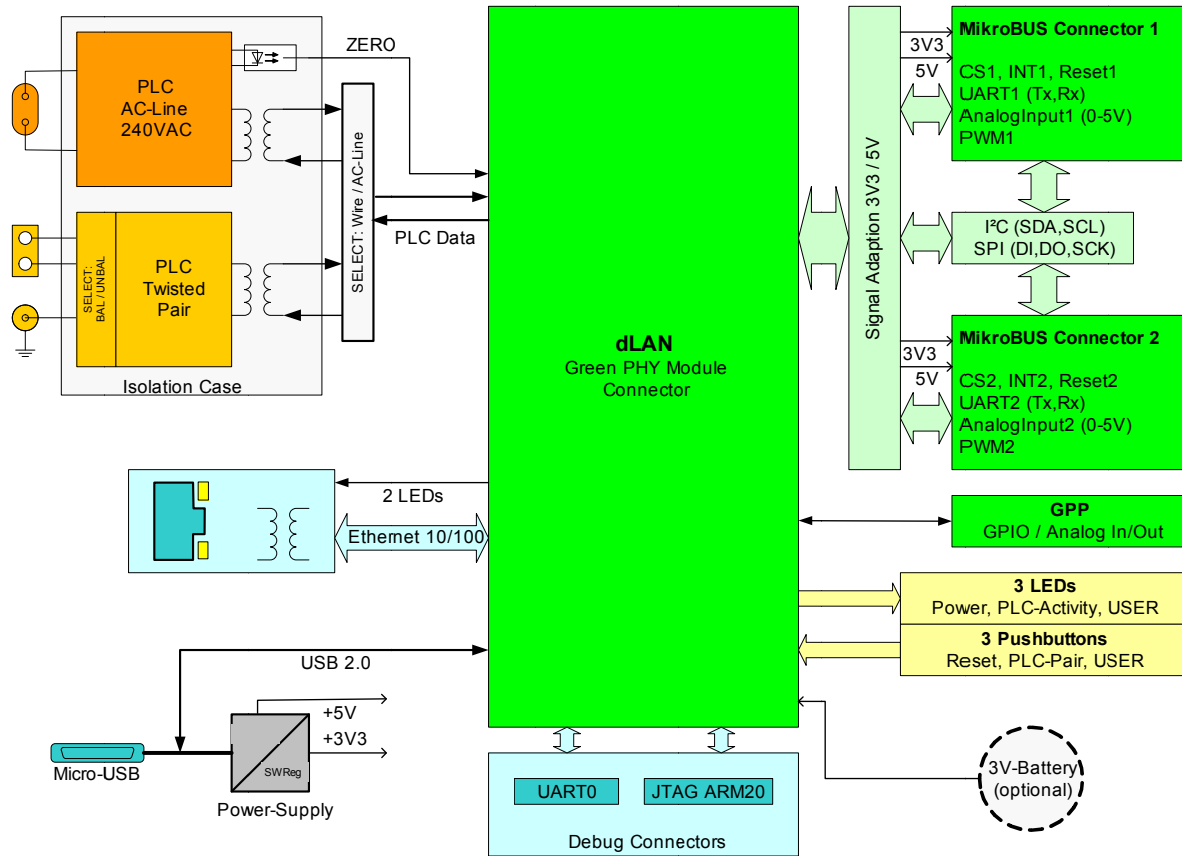 PLC
AC-Line
240VAC
ZERO
SELECT: Wire / AC-Line
PLC Data
SELECT:
BAL / UNBAL
PLC
Twisted
Pair
Isolation Case
dLAN
Green PHY Module
Connector
Signal Adaption 3V3 / 5V
3V3
5V
MikroBUS Connector 1
CS1, INT1, Reset1
UART1 (Tx,Rx)
AnalogInput1 (0-5V)
PWM1
I²C (SDA,SCL)
SPI (DI,DO,SCK)
3V3
5V
MikroBUS Connector 2
CS2, INT2, Reset2
UART2 (Tx,Rx)
AnalogInput2 (0-5V)
PWM2
2 LEDs
Ethernet 10/100
GPP
GPIO / Analog In/Out
3 LEDs
Power, PLC-Activity, USER
3 Pushbuttons
Reset, PLC-Pair, USER
USB 2.0
+5V
+3V3
SWReg
Micro-USB
Power-Supply
UART0
JTAG ARM20
Debug Connectors
3V-Battery
(optional)